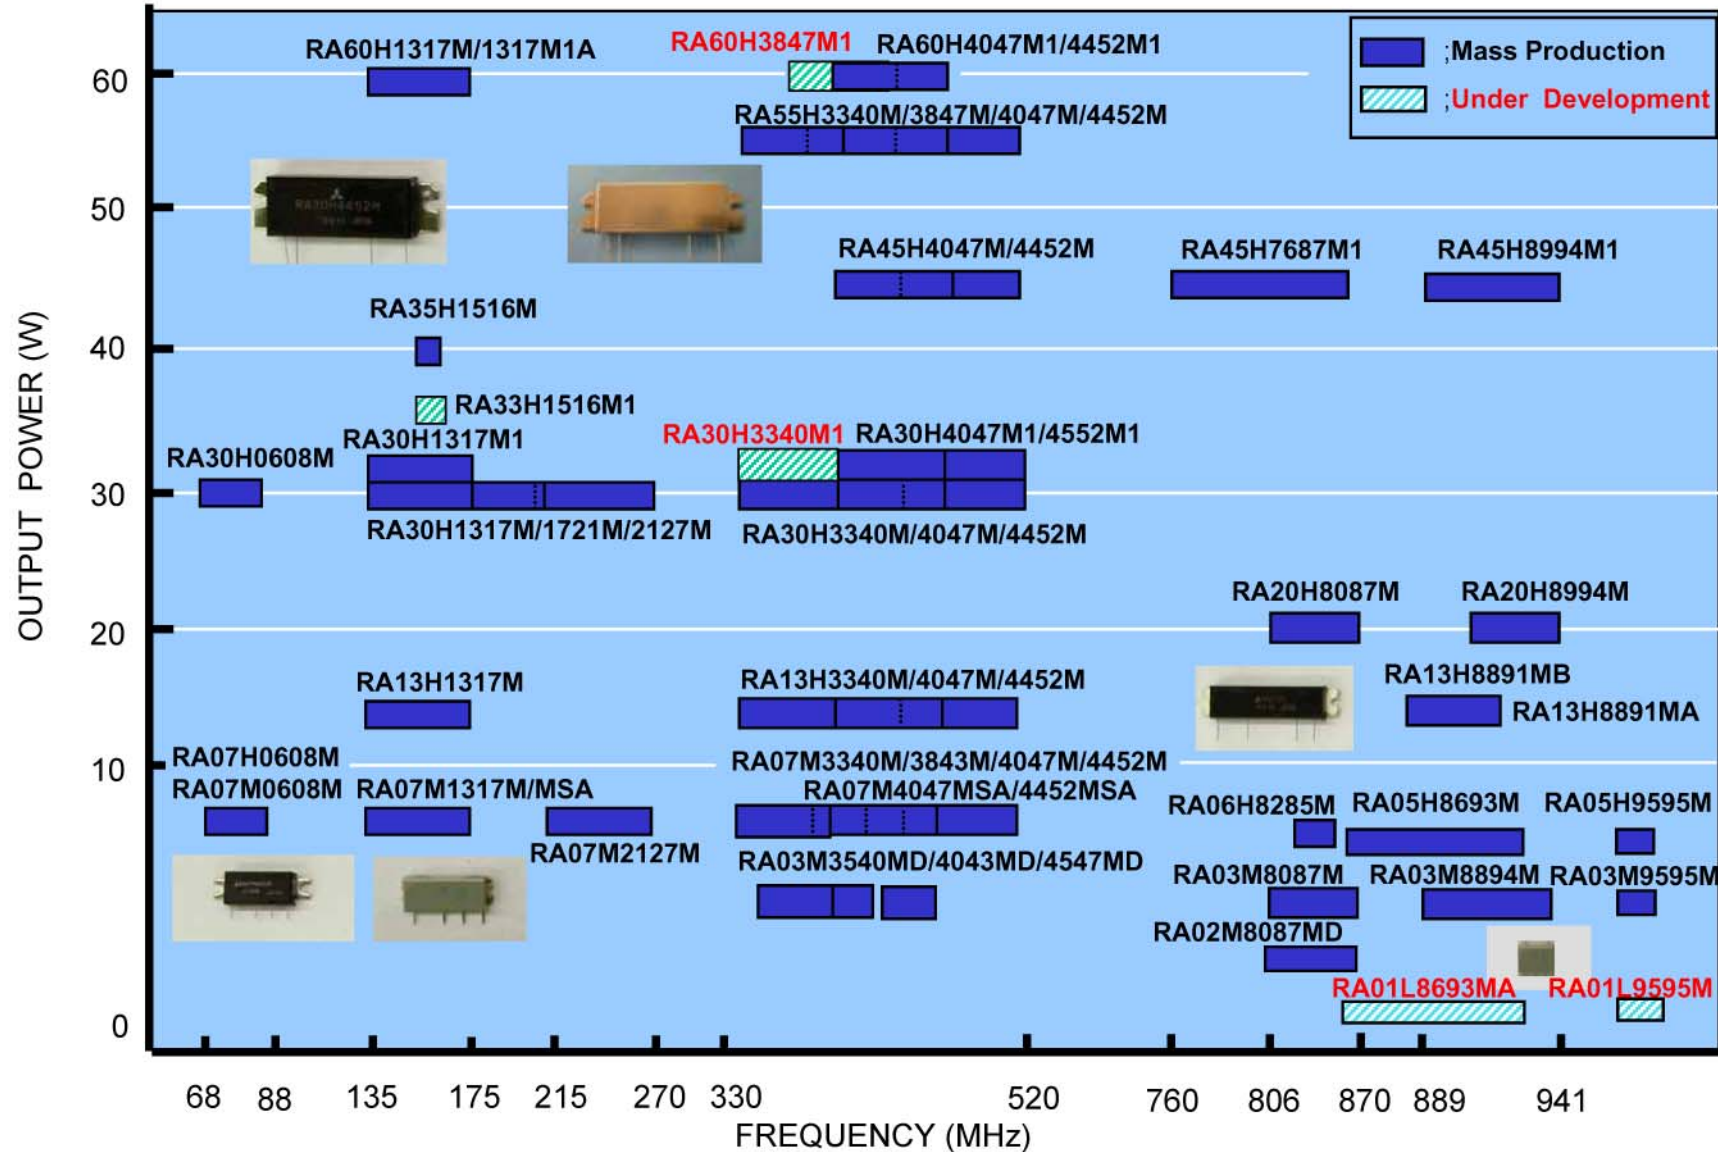 RA60H1317M/1317M1A
RA60H3847M1
RA60H4047M1/4452M1
;Mass Production
;Under Development
60
RA55H3340M/3847M/4047M/4452M
RA30H4452M
50
RA45H4047M/4452M
RA45H7687M1
RA45H8994M1
RA35H1516M
40
RA33H1516M1
RA30H0608M
RA30H1317M1
RA30H3340M1
RA30H4047M1/4552M1
30
RA30H1317M/1721M/2127M
RA30H3340M/4047M/4452M
RA20H8087M
RA20H8994M
20
RA13H1317M
RA13H3340M/4047M/4452M
RA13H8891MB
RA13H8891MA
10
RA07H0608M
RA07M0608M
RA07M1317M/MSA
RA07M2127M
RA07M3340M/3843M/4047M/4452M
RA07M4047MSA/4452MSA
RA06H8285M
RA05H8693M
RA05H9595M
RA03M3540MD/4043MD/4547MD
RA03M8087M
RA03M8894M
RA03M9595M
RA02M8087MD
RA01L8693MA
RA01L9595M
0
OUTPUT POWER (W)
68 88 135 175 215 270 330 520 760 806 870 889 941
FREQUENCY (MHz)